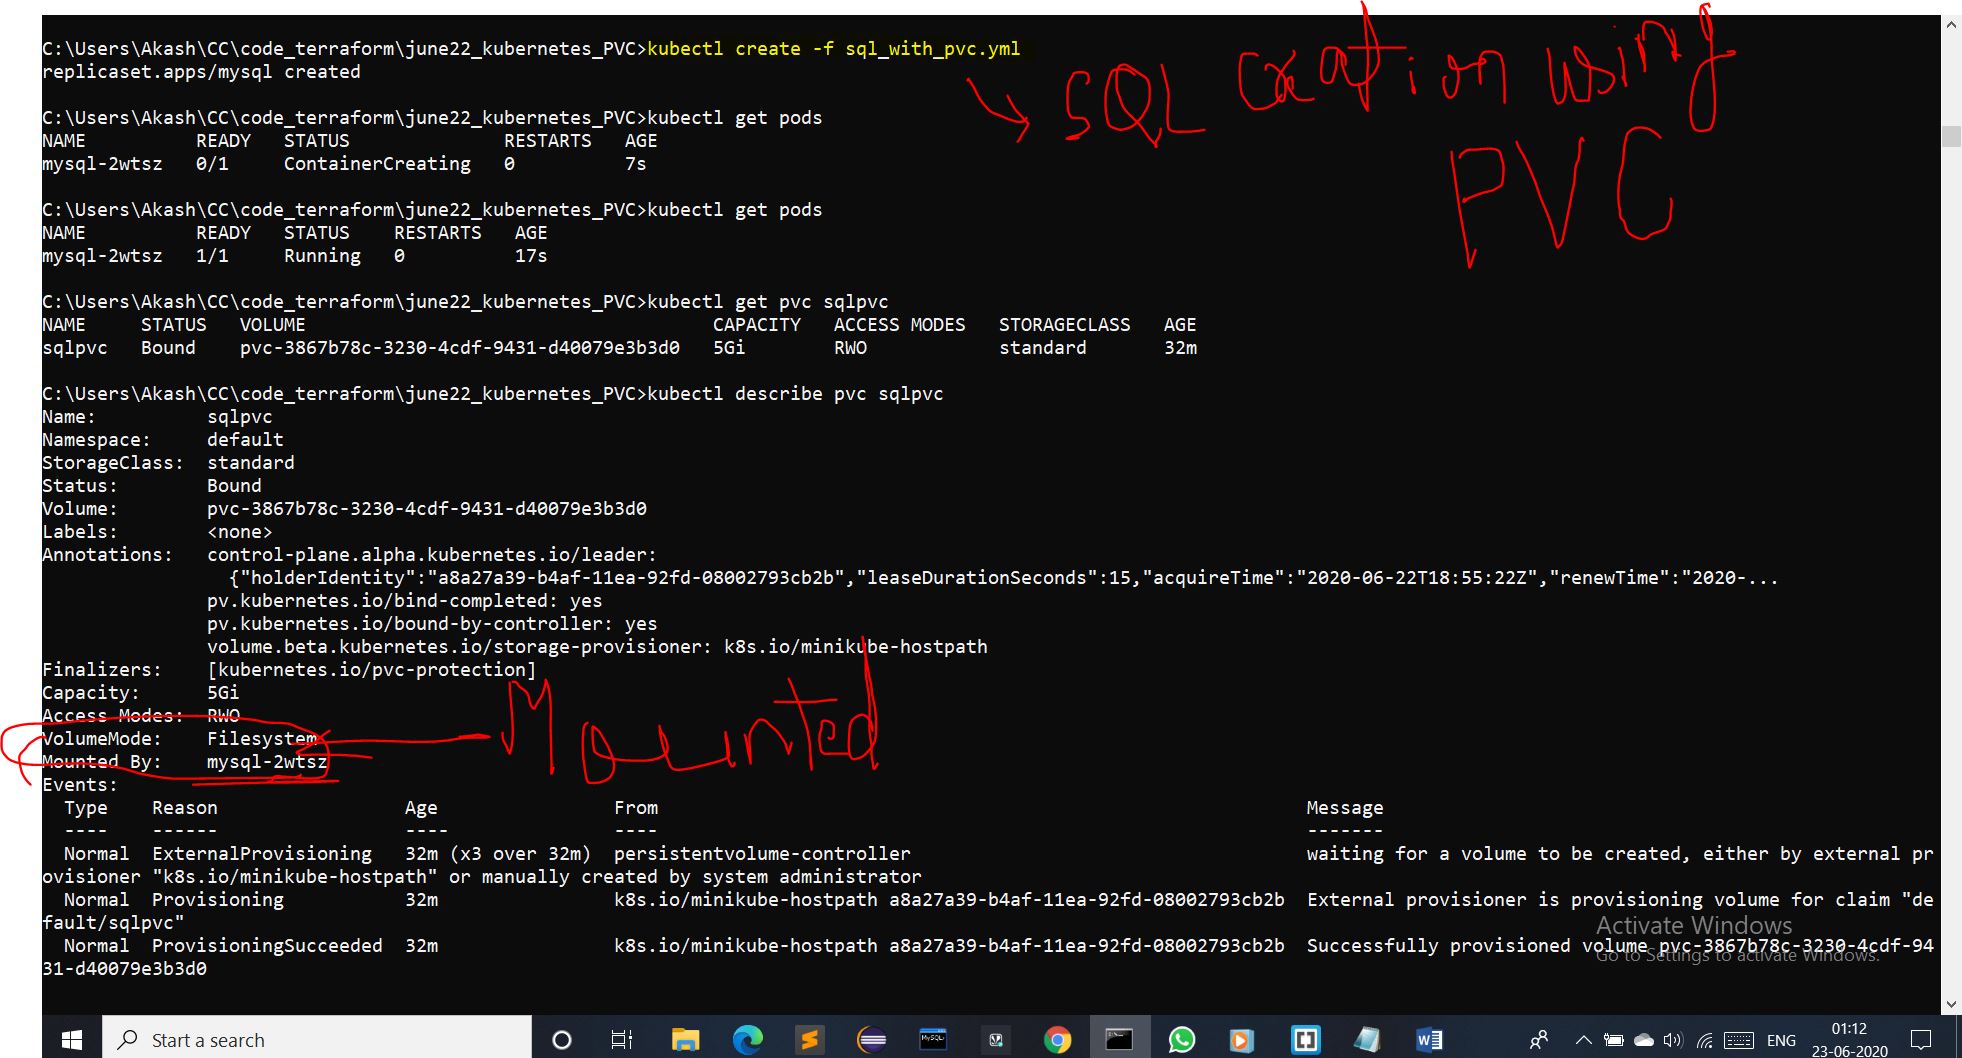 C:\Users\Akash\CC\code_terraform\june22_kubernetes_PVC>kubectl create -f sql_with_pvc.yml
replicaset.apps/mysql created
SQL creation using
PVC
C:\Users\Akash\CC\code_terraform\june22_kubernetes_PVC>kubectl get pods
NAME READY STATUS RESTARTS AGE
mysql-2wtsz 0/1 ContainerCreating 0 7s
C:\Users\Akash\CC\code_terraform\june22_kubernetes_PVC>kubectl get pods
NAME READY STATUS RESTARTS AGE
mysql-2wtsz 1/1 Running 0 17s
C:\Users\Akash\CC\code_terraform\june22_kubernetes_PVC>kubectl get pvc sqlpvc
NAME STATUS VOLUME CAPACITY ACCESS MODES STORAGECLASS AGE
sqlpvc Bound pvc-3867b78c-3230-4cdf-9431-d40079e3b3d0 5Gi RWO standard 32m
C:\Users\Akash\CC\code_terraform\june22_kubernetes_PVC>kubectl describe pvc sqlpvc
Name: sqlpvc
Namespace: default
StorageClass: standard
Status: Bound
Volume: pvc-3867b78c-3230-4cdf-9431-d40079e3b3d0
Labels: <none>
Annotations: control-plane.alpha.kubernetes.io/leader:
{"holderIdentity":"a8a27a39-b4af-11ea-92fd-08002793cb2b","leaseDurationSeconds":15,"acquireTime":"2020-06-22T18:55:22Z","renewTime":"2020-...
pv.kubernetes.io/bind-completed: yes
pv.kubernetes.io/bound-by-controller: yes
volume.beta.kubernetes.io/storage-provisioner: k8s.io/minikube-hostpath
Finalizers: [kubernetes.io/pvc-protection]
Capacity: 5Gi
Access Modes: RWO
VolumeMode: Filesystem
Mounted By: mysql-2wtsz
Mounted
Events:
Type Reason Age From Message
---- ------ ---- ---- -------
Normal ExternalProvisioning 32m (x3 over 32m) persistentvolume-controller waiting for a volume to be created, either by external pr
ovisioner "k8s.io/minikube-hostpath" or manually created by system administrator
Normal Provisioning 32m k8s.io/minikube-hostpath a8a27a39-b4af-11ea-92fd-08002793cb2b External provisioner is provisioning volume for claim "de
fault/sqlpvc"
Normal ProvisioningSucceeded 32m k8s.io/minikube-hostpath a8a27a39-b4af-11ea-92fd-08002793cb2b Successfully provisioned volume pvc-3867b78c-3230-4cdf-94
31-d40079e3b3d0
Activate Windows
Go to Settings to activate Windows.
Start a search
MySQL
W
ENG
01:12
23-06-2020